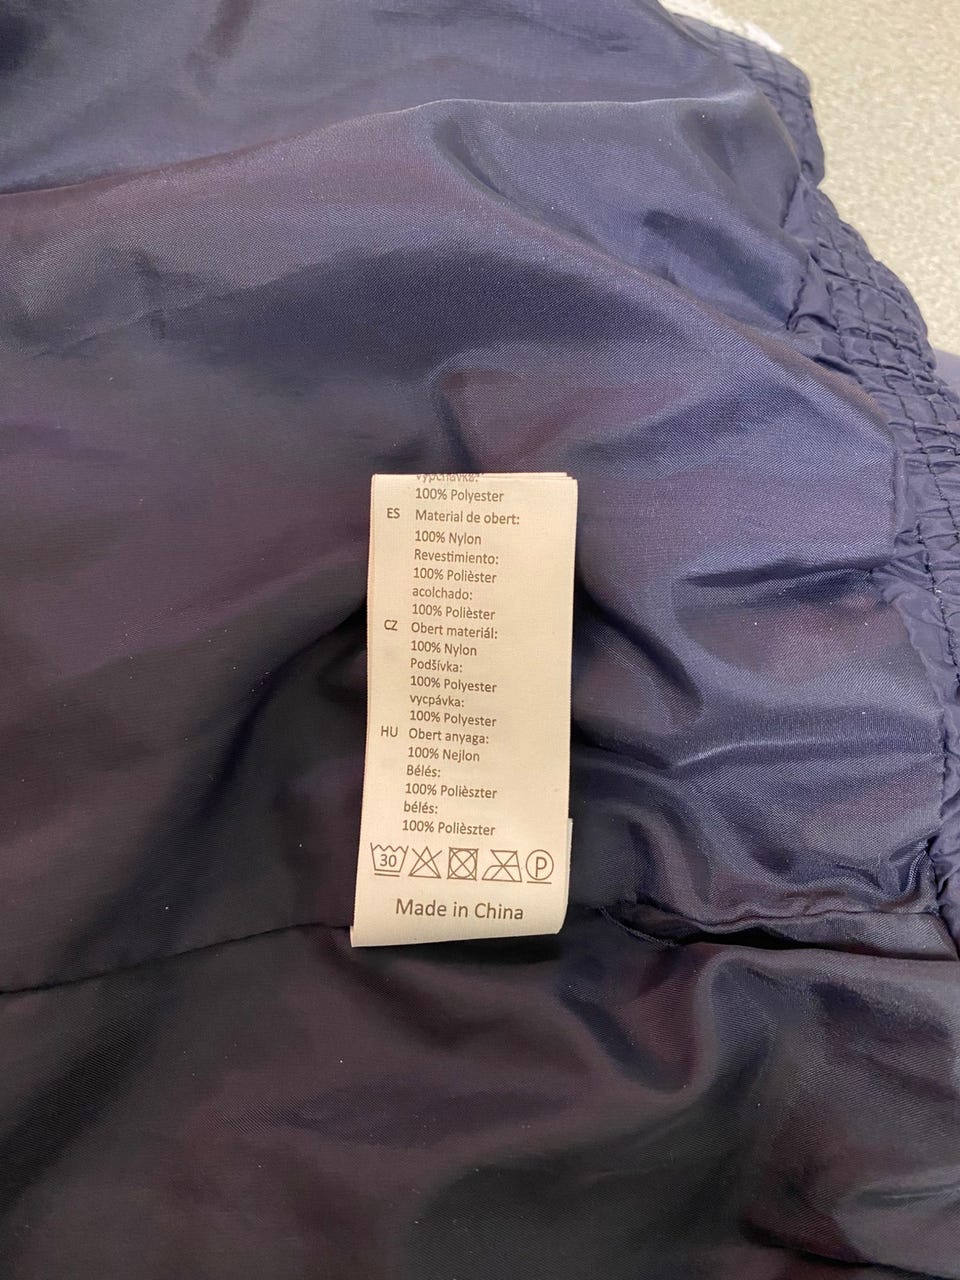 vypchávka:
100% Polyester
ES Material de obert:
100% Nylon
Revestimiento:
100% Polièster
acolchado:
100% Polièster
CZ Obert materiál:
100% Nylon
Podšívka:
100% Polyester
vycpávka:
100% Polyester
HU Obert anyaga:
100% Nejlon
Bélés:
100% Polièszter
bélés:
100% Polièszter
30 P
Made in China